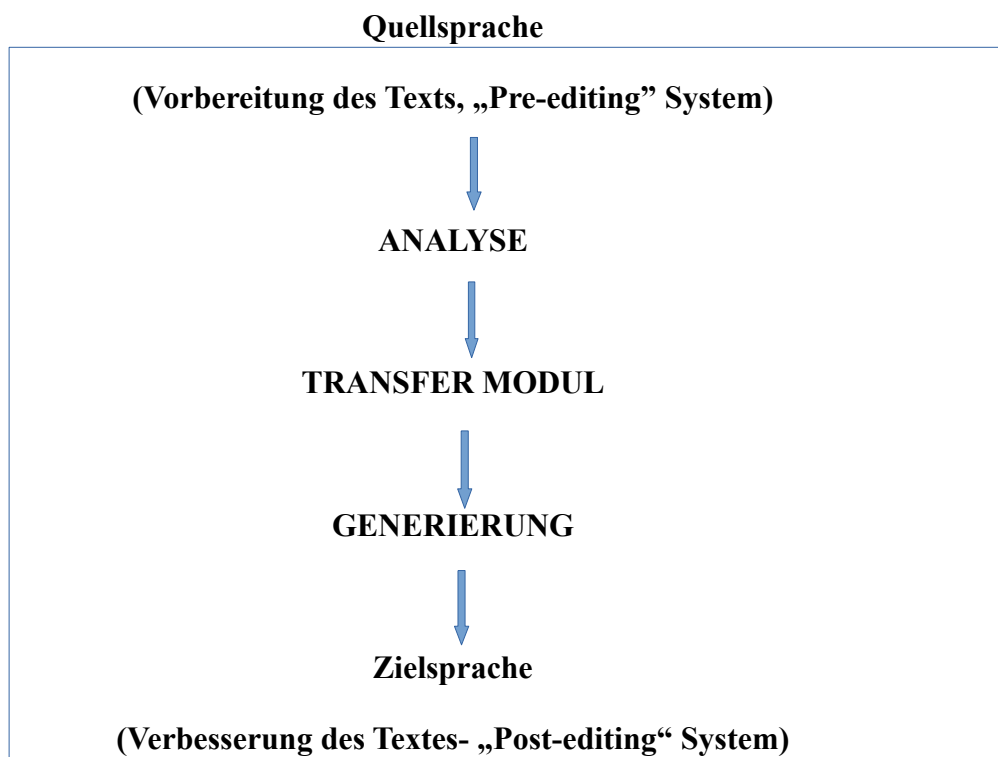 Quellsprache
(Vorbereitung des Texts, „Pre-editing” System)
ANALYSE
TRANSFER MODUL
GENERIERUNG
Zielsprache
(Verbesserung des Textes- „Post-editing“ System)